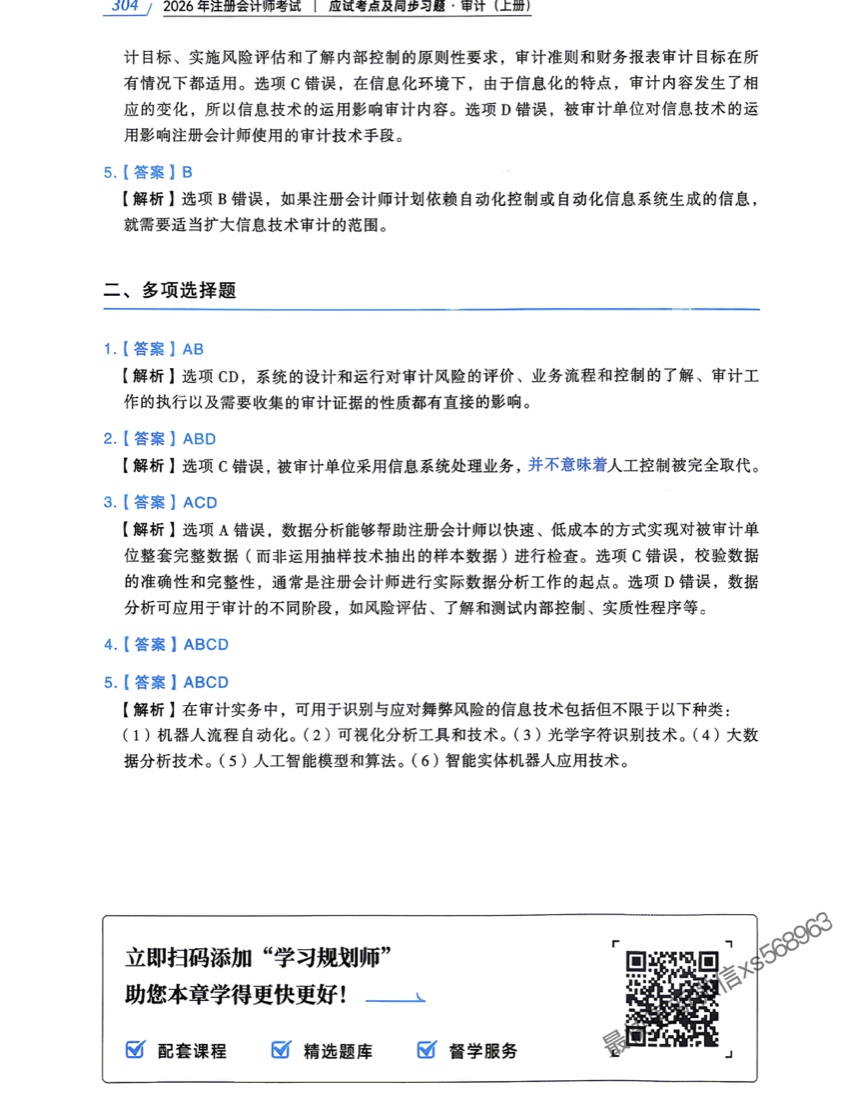 304 2026 年注册会计师考试 | 应试考点及同步习题 · 审计（上册）
计目标、实施风险评估和了解内部控制的原则性要求，审计准则和财务报表审计目标在所
有情况下都适用。选项 C 错误，在信息化环境下，由于信息化的特点，审计内容发生了相
应的变化，所以信息技术的运用影响审计内容。选项 D 错误，被审计单位对信息技术的运
用影响注册会计师使用的审计技术手段。
5.【答案】B
【解析】选项 B 错误，如果注册会计师计划依赖自动化控制或自动化信息系统生成的信息，
就需要适当扩大信息技术审计的范围。
二、多项选择题
1.【答案】AB
【解析】选项 CD，系统的设计和运行对审计风险的评价、业务流程和控制的了解、审计工
作的执行以及需要收集的审计证据的性质都有直接的影响。
2.【答案】ABD
【解析】选项 C 错误，被审计单位采用信息系统处理业务，并不意味着人工控制被完全取代。
3.【答案】ACD
【解析】选项 A 错误，数据分析能够帮助注册会计师以快速、低成本的方式实现对被审计单
位整套完整数据（而非运用抽样技术抽出的样本数据）进行检查。选项 C 错误，校验数据
的准确性和完整性，通常是注册会计师进行实际数据分析工作的起点。选项 D 错误，数据
分析可应用于审计的不同阶段，如风险评估、了解和测试内部控制、实质性程序等。
4.【答案】ABCD
5.【答案】ABCD
【解析】在审计实务中，可用于识别与应对舞弊风险的信息技术包括但不限于以下种类：
（1）机器人流程自动化。（2）可视化分析工具和技术。（3）光学字符识别技术。（4）大数
据分析技术。（5）人工智能模型和算法。（6）智能实体机器人应用技术。
立即扫码添加“学习规划师”
助您本章学得更快更好！
配套课程 精选题库 督学服务
最 信xs568963